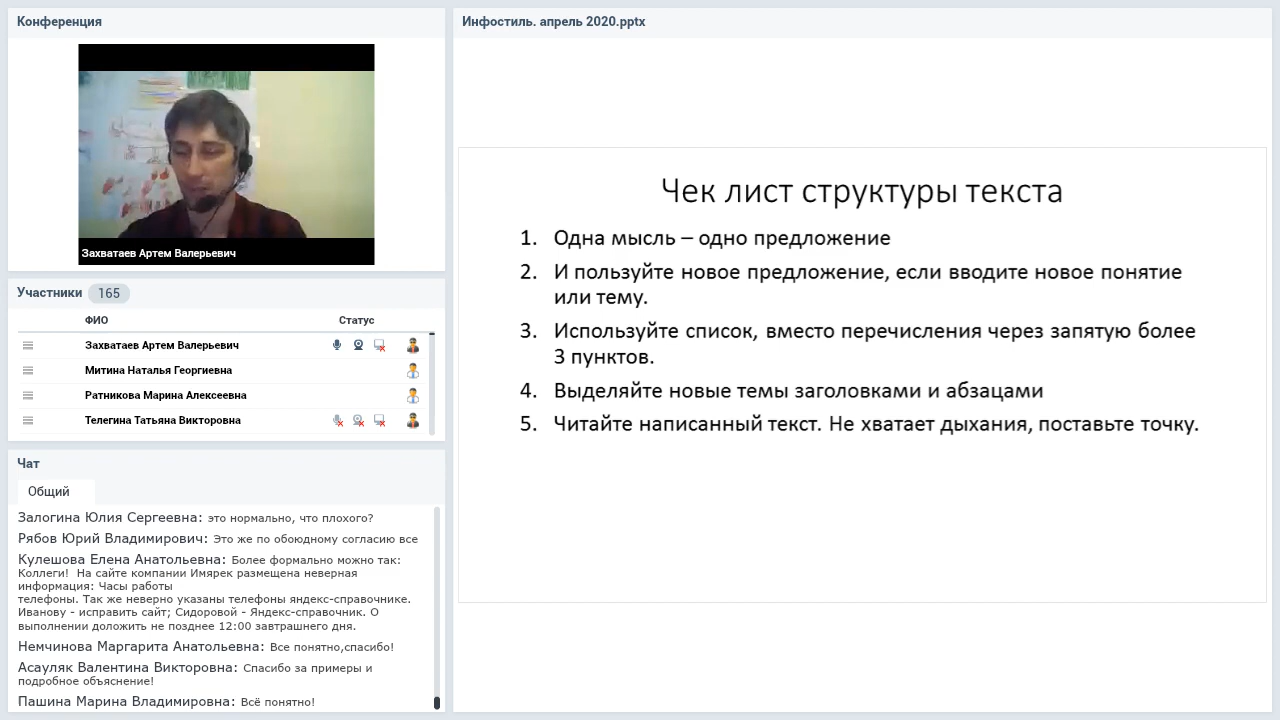 Конференция
Захватаев Артем Валерьевич
Участники 165
ФИО Статус
Захватаев Артем Валерьевич
Митина Наталья Георгиевна
Ратникова Марина Алексеевна
Телегина Татьяна Викторовна
Чат
Общий
Залогина Юлия Сергеевна: это нормально, что плохого?
Рябов Юрий Владимирович: Это же по обоюдному согласию все
Кулешова Елена Анатольевна: Более формально можно так:
Коллеги!  На сайте компании Имярек размещена неверная
информация: Часы работы
телефоны. Так же неверно указаны телефоны яндекс-справочнике.
Иванову - исправить сайт; Сидоровой - Яндекс-справочник. О
выполнении доложить не позднее 12:00 завтрашнего дня.
Немчинова Маргарита Анатольевна: Все понятно,спасибо!
Асауляк Валентина Викторовна: Спасибо за примеры и
подробное объяснение!
Пашина Марина Владимировна: Всё понятно!
Инфостиль. апрель 2020.pptx
Чек лист структуры текста
1. Одна мысль – одно предложение
2. И пользуйте новое предложение, если вводите новое понятие
или тему.
3. Используйте список, вместо перечисления через запятую более
3 пунктов.
4. Выделяйте новые темы заголовками и абзацами
5. Читайте написанный текст. Не хватает дыхания, поставьте точку.